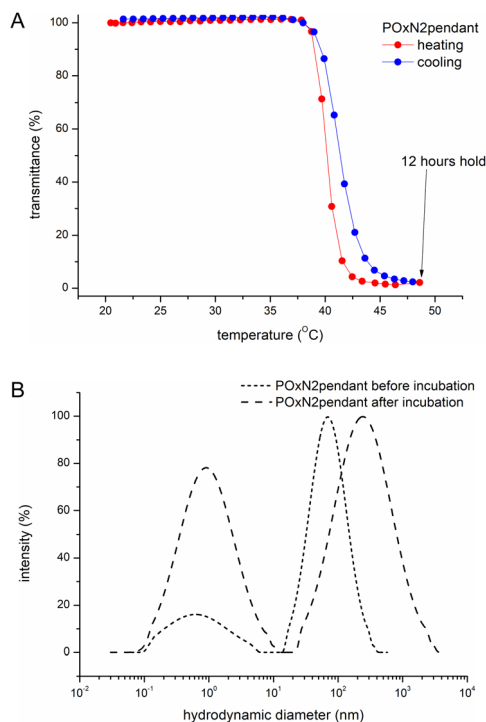 A
POxN2pendant
heating
cooling
12 hours hold
transmittance (%)
100
80
60
40
20
0
20 25 30 35 40 45 50
temperature (°C)
B
POxN2pendant before incubation
POxN2pendant after incubation
intensity (%)
100
80
60
40
20
0
10⁻² 10⁻¹ 10⁰ 10¹ 10² 10³ 10⁴
hydrodynamic diameter (nm)